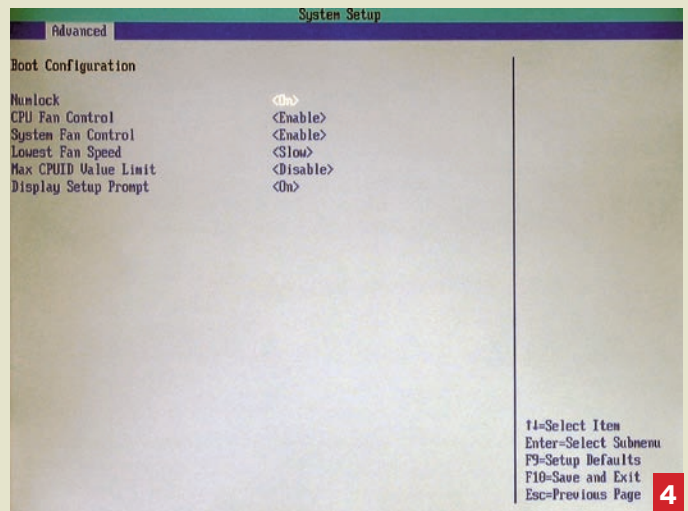 System Setup
Advanced
Boot Configuration
Numlock <On>
CPU Fan Control <Enable>
System Fan Control <Enable>
Lowest Fan Speed <Slow>
Max CPUID Value Limit <Disable>
Display Setup Prompt <On>
↑↓=Select Item
Enter=Select Submenu
F9=Setup Defaults
F10=Save and Exit
Esc=Previous Page
4